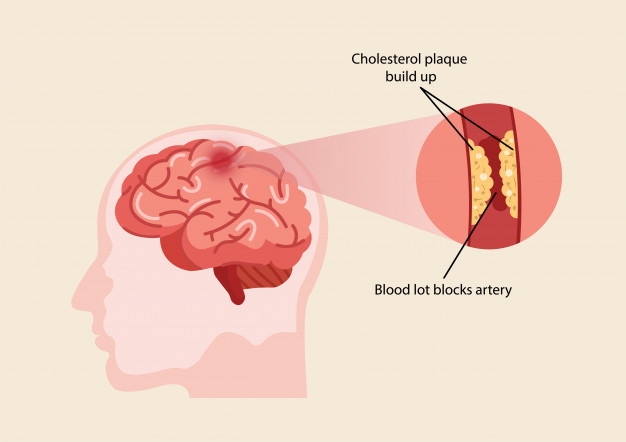 Cholesterol plaque
build up
Blood lot blocks artery